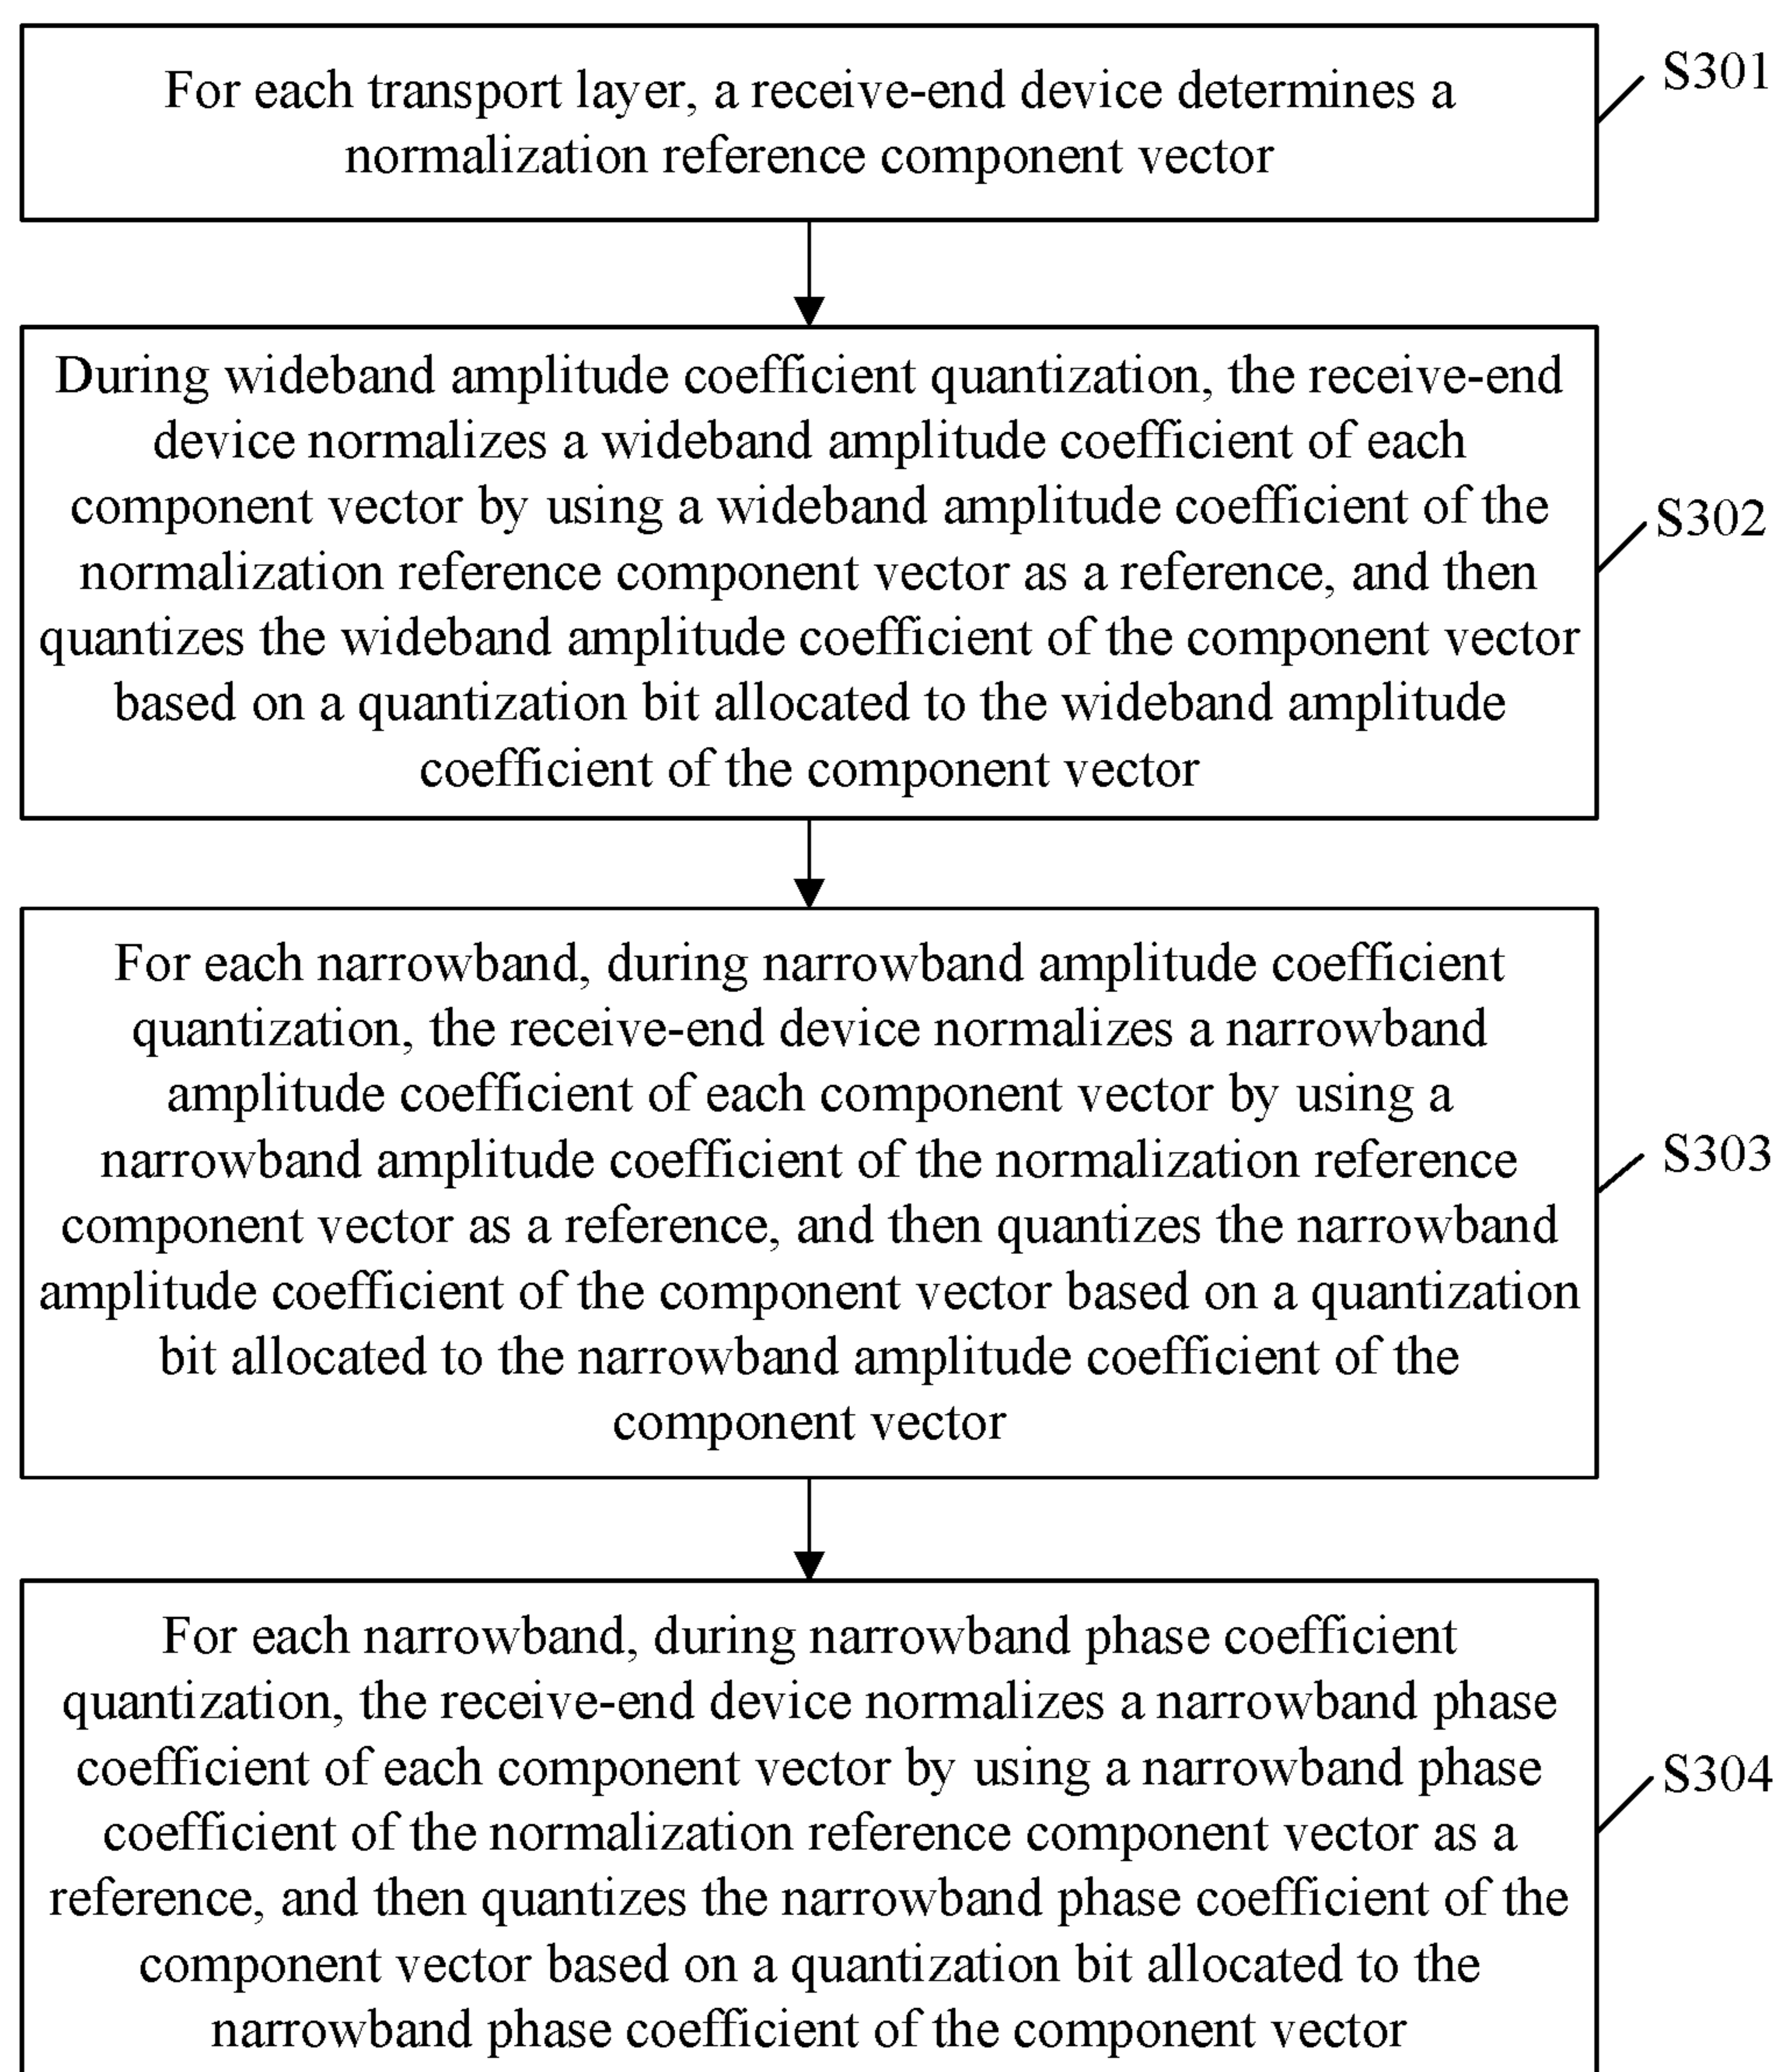 For each transport layer, a receive-end device determines a
normalization reference component vector
S301
During wideband amplitude coefficient quantization, the receive-end
device normalizes a wideband amplitude coefficient of each
component vector by using a wideband amplitude coefficient of the
normalization reference component vector as a reference, and then
quantizes the wideband amplitude coefficient of the component vector
based on a quantization bit allocated to the wideband amplitude
coefficient of the component vector
S302
For each narrowband, during narrowband amplitude coefficient
quantization, the receive-end device normalizes a narrowband
amplitude coefficient of each component vector by using a
narrowband amplitude coefficient of the normalization reference
component vector as a reference, and then quantizes the narrowband
amplitude coefficient of the component vector based on a quantization
bit allocated to the narrowband amplitude coefficient of the
component vector
S303
For each narrowband, during narrowband phase coefficient
quantization, the receive-end device normalizes a narrowband phase
coefficient of each component vector by using a narrowband phase
coefficient of the normalization reference component vector as a
reference, and then quantizes the narrowband phase coefficient of the
component vector based on a quantization bit allocated to the
narrowband phase coefficient of the component vector
S304